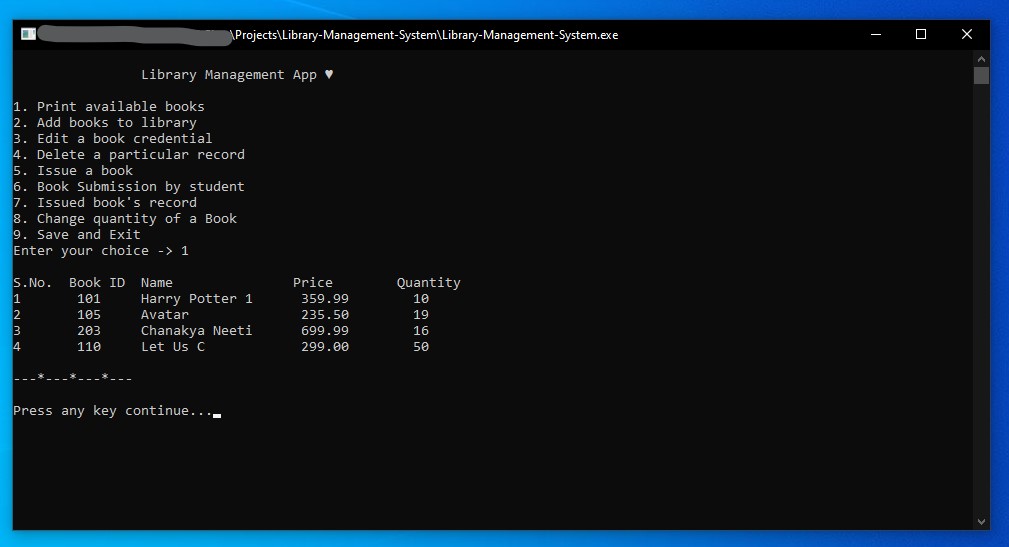 \Projects\Library-Management-System\Library-Management-System.exe
Library Management App ♥
1. Print available books
2. Add books to library
3. Edit a book credential
4. Delete a particular record
5. Issue a book
6. Book Submission by student
7. Issued book's record
8. Change quantity of a Book
9. Save and Exit
Enter your choice -> 1
S.No. Book ID Name Price Quantity
1 101 Harry Potter 1 359.99 10
2 105 Avatar 235.50 19
3 203 Chanakya Neeti 699.99 16
4 110 Let Us C 299.00 50
---*---*---*---
Press any key continue...